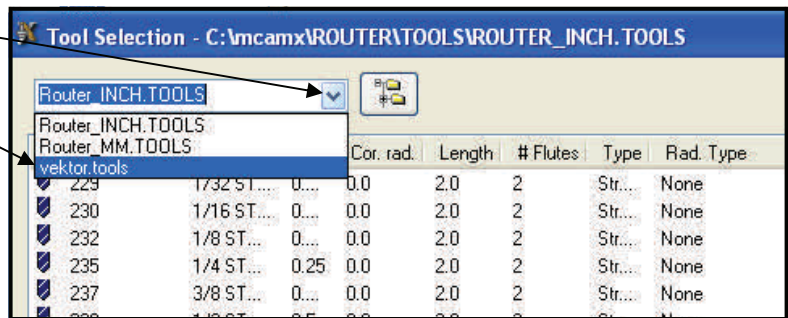 Tool Selection - C:\mcamx\ROUTER\TOOLS\ROUTER_INCH.TOOLS
Router_INCH.TOOLS
Router_INCH.TOOLS
Router_MM.TOOLS
vektor.tools
Cor. rad. Length # Flutes Type Rad. Type
229 1/32 ST... 0.... 0.0 2.0 2 Str... None
230 1/16 ST... 0.... 0.0 2.0 2 Str... None
232 1/8 ST... 0.... 0.0 2.0 2 Str... None
235 1/4 ST... 0.25 0.0 2.0 2 Str... None
237 3/8 ST... 0.... 0.0 2.0 2 Str... None